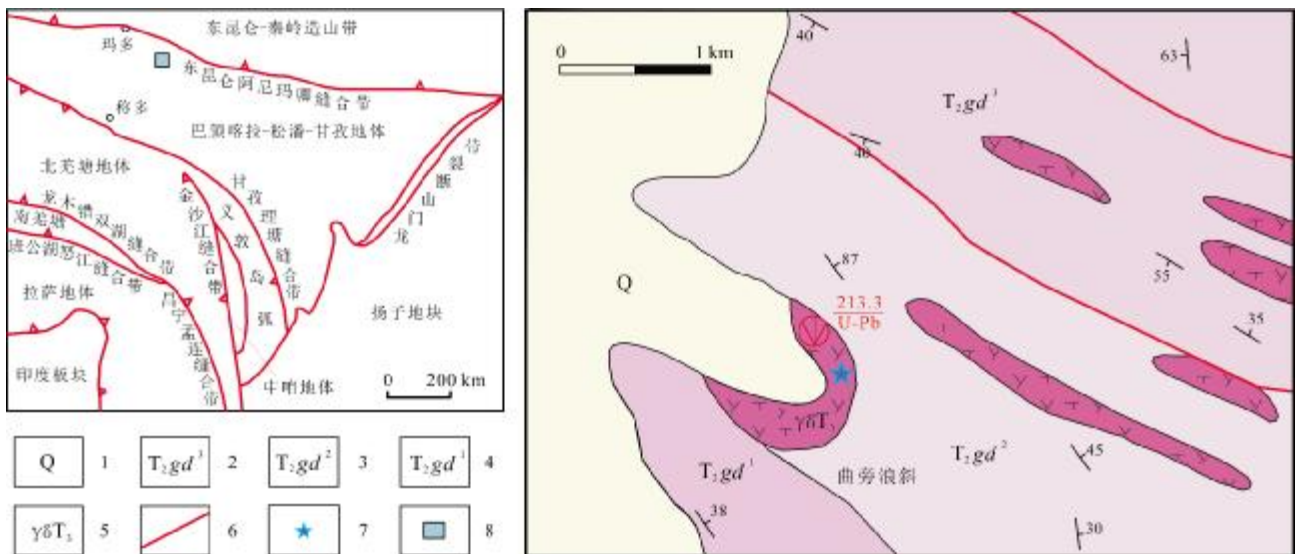 东昆仑-秦岭造山带
玛多
东昆仑阿尼玛卿缝合带
称多
巴颜喀拉-松潘-甘孜地体
北羌塘地体
龙木错双湖缝合带
南羌塘
班公湖怒江缝合带
拉萨地体
印度板块
金沙江缝合带
义敦岛弧
甘孜理塘缝合带
昌宁孟连缝合带
龙门山断裂带
扬子地块
中咱地体
0 200 km
Q 1
T₂gd³ 2
T₂gd² 3
T₂gd¹ 4
γδT₃ 5
6
7
8
0 1 km
40
63
T₂gd³
40
87
55
Q
213.3
U-Pb
35
γδT₃
T₂gd²
45
曲旁浪斜
T₂gd¹
38
30